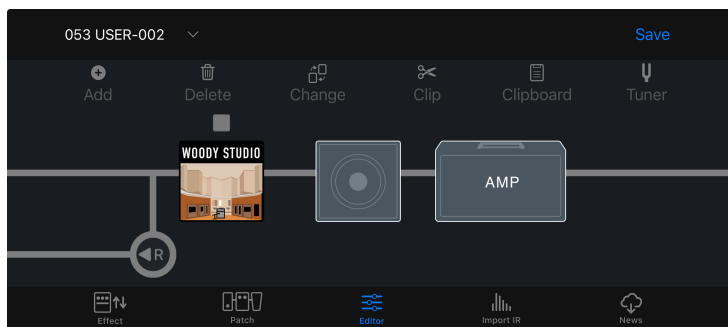 053 USER-002
Save
Add
Delete
Change
Clip
Clipboard
Tuner
WOODY STUDIO
AMP
R
Effect
Patch
Editor
Import IR
News